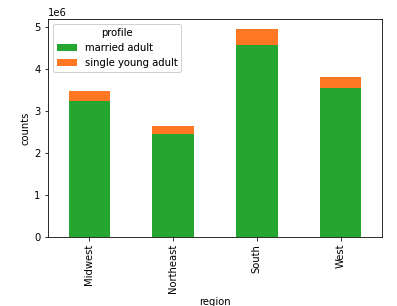 1e6
profile
married adult
single young adult
5
4
3
2
1
0
counts
Midwest
Northeast
South
West
region